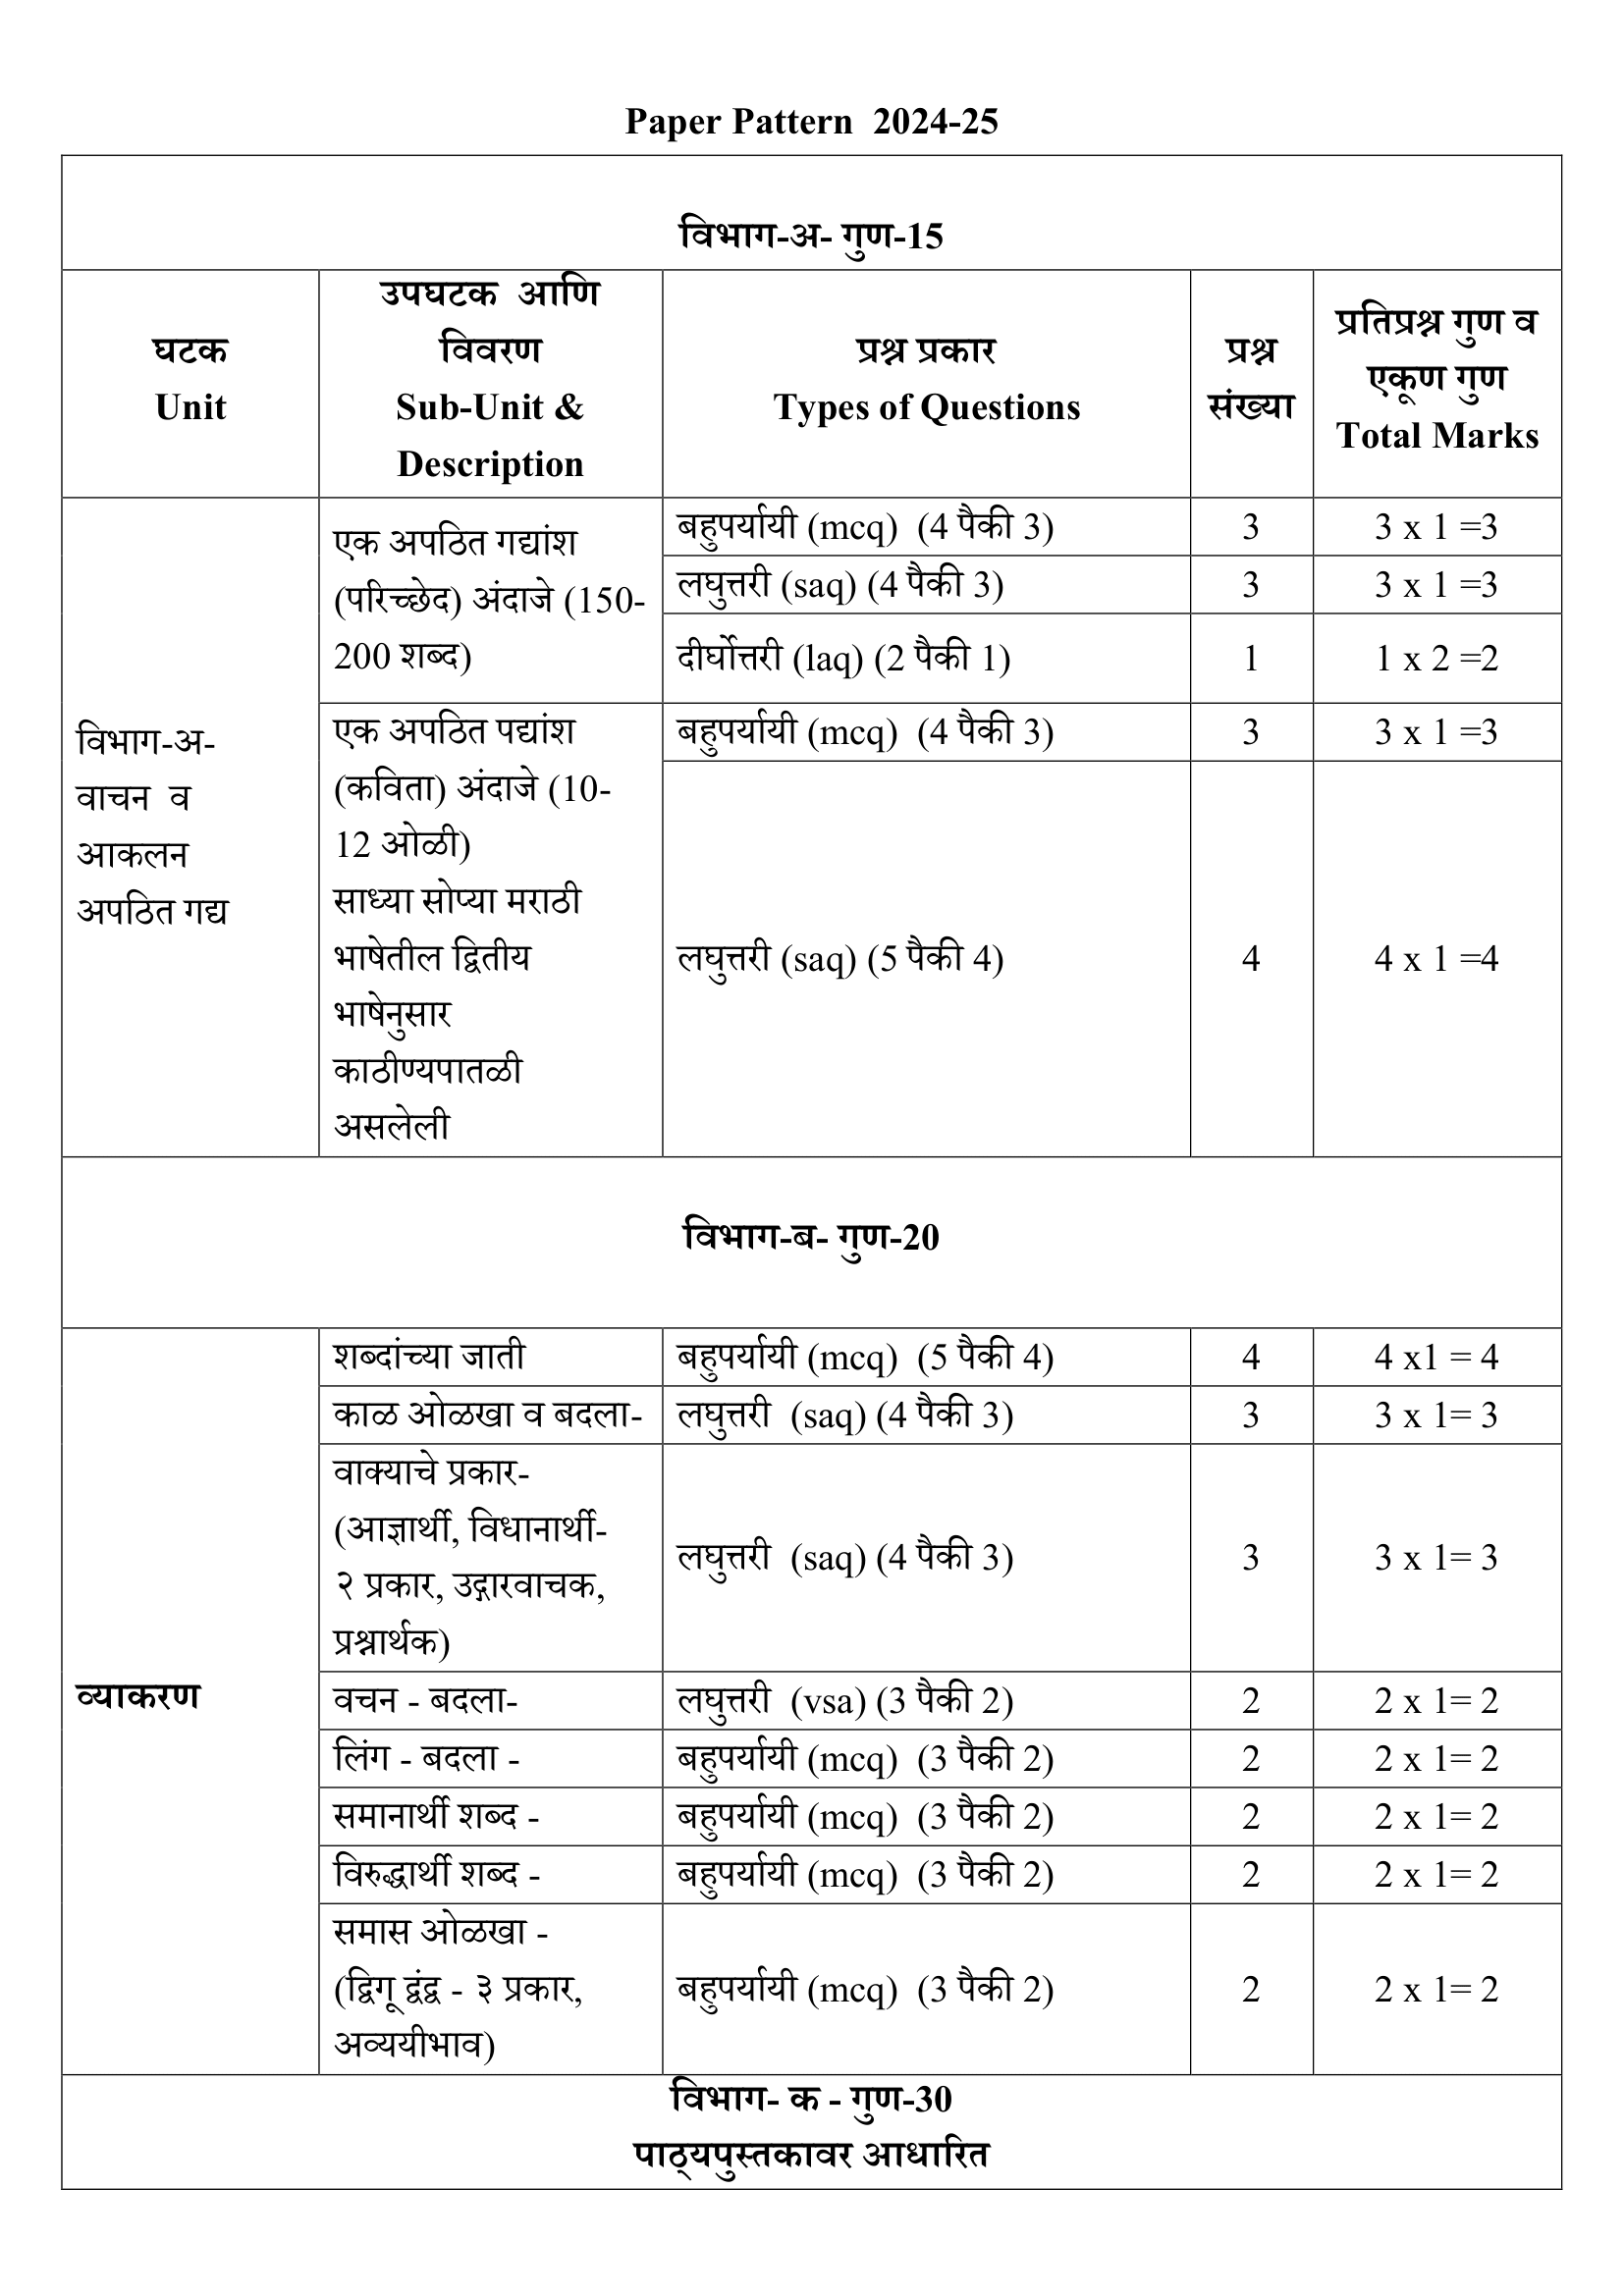 Paper Pattern  2024-25
विभाग-अ- गुण-15
घटक
Unit
उपघटक  आणि
विवरण
Sub-Unit &
Description
प्रश्न प्रकार
Types of Questions
प्रश्न
संख्या
प्रतिप्रश्न गुण व
एकूण गुण
Total Marks
विभाग-अ-
वाचन  व
आकलन
अपठित गद्य
एक अपठित गद्यांश
(परिच्छेद) अंदाजे (150-
200 शब्द)
बहुपर्यायी (mcq)  (4 पैकी 3)
3
3 x 1 =3
लघुत्तरी (saq) (4 पैकी 3)
3
3 x 1 =3
दीर्घोत्तरी (laq) (2 पैकी 1)
1
1 x 2 =2
एक अपठित पद्यांश
(कविता) अंदाजे (10-
12 ओळी)
साध्या सोप्या मराठी
भाषेतील द्वितीय
भाषेनुसार
काठीण्यपातळी
असलेली
बहुपर्यायी (mcq)  (4 पैकी 3)
3
3 x 1 =3
लघुत्तरी (saq) (5 पैकी 4)
4
4 x 1 =4
विभाग-ब- गुण-20
व्याकरण
शब्दांच्या जाती
बहुपर्यायी (mcq)  (5 पैकी 4)
4
4 x1 = 4
काळ ओळखा व बदला-
लघुत्तरी  (saq) (4 पैकी 3)
3
3 x 1= 3
वाक्याचे प्रकार-
(आज्ञार्थी, विधानार्थी-
२ प्रकार, उद्गारवाचक,
प्रश्नार्थक)
लघुत्तरी  (saq) (4 पैकी 3)
3
3 x 1= 3
वचन - बदला-
लघुत्तरी  (vsa) (3 पैकी 2)
2
2 x 1= 2
लिंग - बदला -
बहुपर्यायी (mcq)  (3 पैकी 2)
2
2 x 1= 2
समानार्थी शब्द -
बहुपर्यायी (mcq)  (3 पैकी 2)
2
2 x 1= 2
विरुद्धार्थी शब्द -
बहुपर्यायी (mcq)  (3 पैकी 2)
2
2 x 1= 2
समास ओळखा -
(द्विगू द्वंद्व - ३ प्रकार,
अव्ययीभाव)
बहुपर्यायी (mcq)  (3 पैकी 2)
2
2 x 1= 2
विभाग- क - गुण-30
पाठ्यपुस्तकावर आधारित